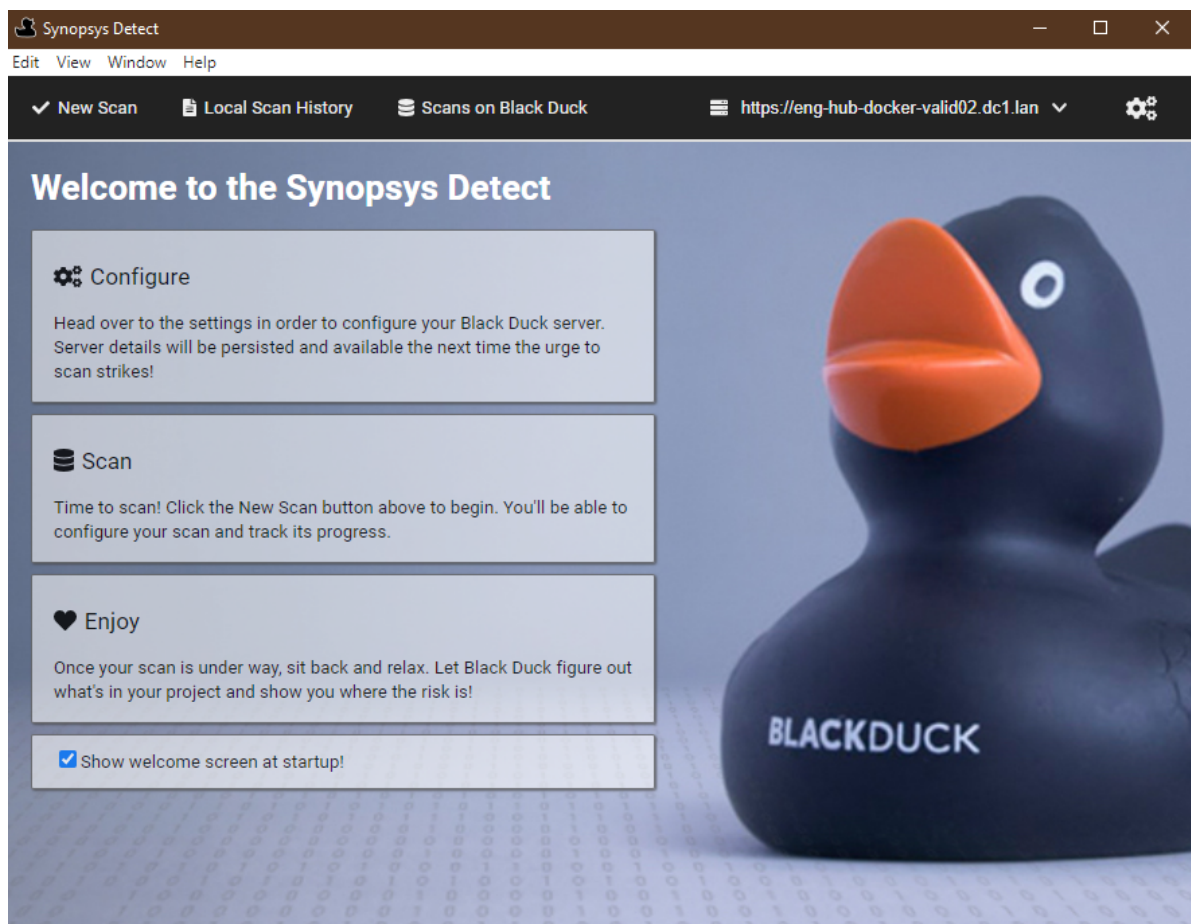 Synopsys Detect
Edit View Window Help
New Scan Local Scan History Scans on Black Duck https://eng-hub-docker-valid02.dc1.lan
Welcome to the Synopsys Detect
Configure
Head over to the settings in order to configure your Black Duck server.
Server details will be persisted and available the next time the urge to
scan strikes!
Scan
Time to scan! Click the New Scan button above to begin. You'll be able to
configure your scan and track its progress.
Enjoy
Once your scan is under way, sit back and relax. Let Black Duck figure out
what's in your project and show you where the risk is!
Show welcome screen at startup!
BLACKDUCK